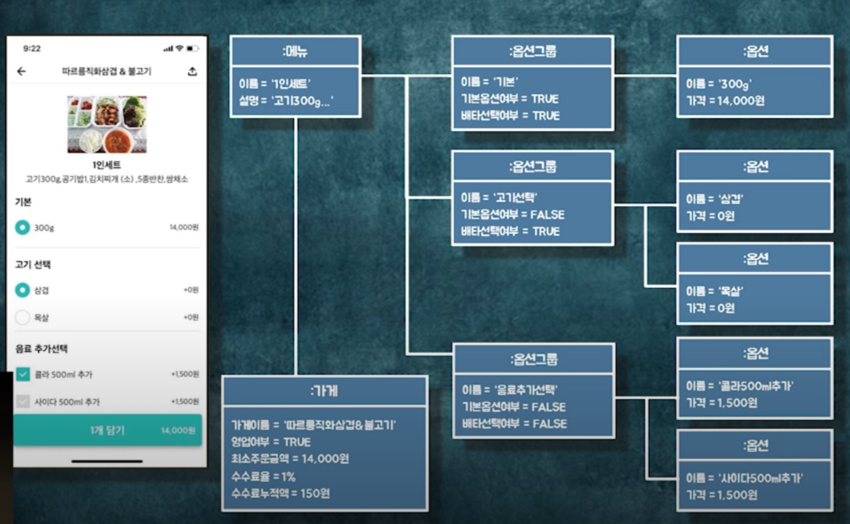 9:22
따르릉직화삼겹 & 불고기
1인세트
고기300g,공기밥1,김치찌개 (소) ,5종반찬,쌈채소
기본
300g 14,000원
고기 선택
삼겹 +0원
목살 +0원
음료 추가선택
콜라 500ml 추가 +1,500원
사이다 500ml 추가 +1,500원
1개 담기 14,000원
:메뉴
이름 = '1인세트'
설명 = '고기300g...'
:가게
가게이름 = '따르릉직화삼겹&불고기'
영업여부 = TRUE
최소주문금액 = 14,000원
수수료율 = 1%
수수료누적액 = 150원
:옵션그룹
이름 = '기본'
기본옵션여부 = TRUE
배타선택여부 = TRUE
:옵션그룹
이름 = '고기선택'
기본옵션여부 = FALSE
배타선택여부 = TRUE
:옵션그룹
이름 = '음료추가선택'
기본옵션여부 = FALSE
배타선택여부 = FALSE
:옵션
이름 = '300g'
가격 = 14,000원
:옵션
이름 = '삼겹'
가격 = 0원
:옵션
이름 = '목살'
가격 = 0원
:옵션
이름 = '콜라500ml추가'
가격 = 1,500원
:옵션
이름 = '사이다500ml추가'
가격 = 1,500원